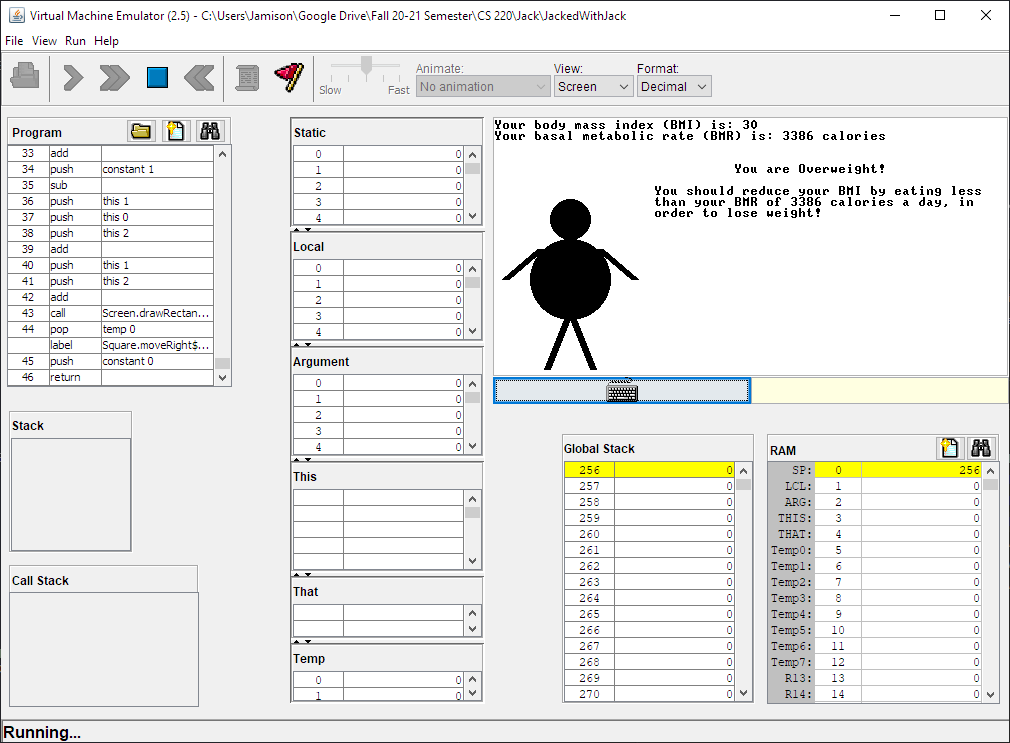 Virtual Machine Emulator (2.5) - C:\Users\Jamison\Google Drive\Fall 20-21 Semester\CS 220\Jack\JackedWithJack
File View Run Help
Slow
Fast
Animate:
No animation
View:
Screen
Format:
Decimal
Program
33 add
34 push constant 1
35 sub
36 push this 1
37 push this 0
38 push this 2
39 add
40 push this 1
41 push this 2
42 add
43 call Screen.drawRectan...
44 pop temp 0
label Square.moveRight$...
45 push constant 0
46 return
Stack
Call Stack
Static
0 0
1 0
2 0
3 0
4 0
Local
0 0
1 0
2 0
3 0
4 0
Argument
0 0
1 0
2 0
3 0
4 0
This
That
Temp
0 0
1 0
Your body mass index (BMI) is: 30
Your basal metabolic rate (BMR) is: 3386 calories
You are Overweight!
You should reduce your BMI by eating less
than your BMR of 3386 calories a day, in
order to lose weight!
Global Stack
256 0
257 0
258 0
259 0
260 0
261 0
262 0
263 0
264 0
265 0
266 0
267 0
268 0
269 0
270 0
RAM
SP: 0 256
LCL: 1 0
ARG: 2 0
THIS: 3 0
THAT: 4 0
Temp0: 5 0
Temp1: 6 0
Temp2: 7 0
Temp3: 8 0
Temp4: 9 0
Temp5: 10 0
Temp6: 11 0
Temp7: 12 0
R13: 13 0
R14: 14 0
Running...